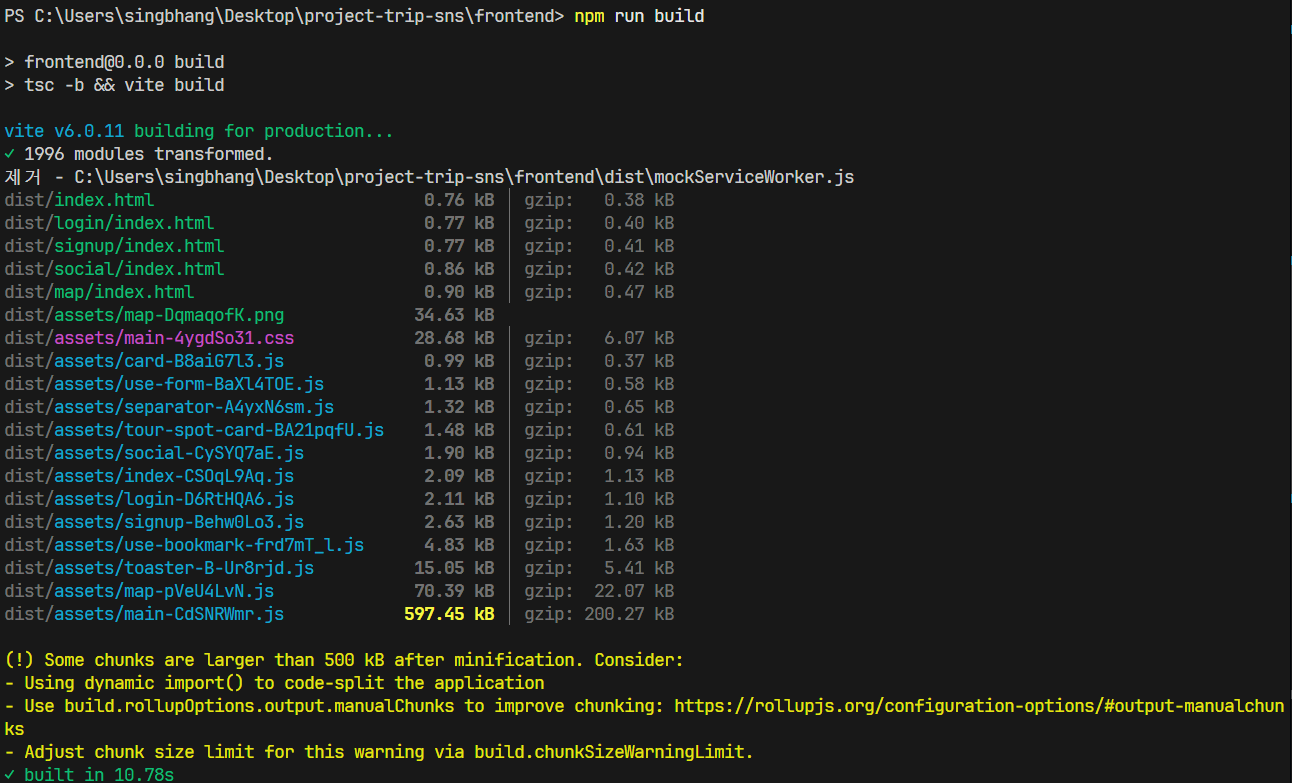 PS C:\Users\singbhang\Desktop\project-trip-sns\frontend> npm run build
> frontend@0.0.0 build
> tsc -b && vite build
vite v6.0.11 building for production...
✓ 1996 modules transformed.
제거 - C:\Users\singbhang\Desktop\project-trip-sns\frontend\dist\mockServiceWorker.js
dist/index.html 0.76 kB │ gzip: 0.38 kB
dist/login/index.html 0.77 kB │ gzip: 0.40 kB
dist/signup/index.html 0.77 kB │ gzip: 0.41 kB
dist/social/index.html 0.86 kB │ gzip: 0.42 kB
dist/map/index.html 0.90 kB │ gzip: 0.47 kB
dist/assets/map-DqmaqofK.png 34.63 kB
dist/assets/main-4ygdSo31.css 28.68 kB │ gzip: 6.07 kB
dist/assets/card-B8aiG7l3.js 0.99 kB │ gzip: 0.37 kB
dist/assets/use-form-BaXl4TOE.js 1.13 kB │ gzip: 0.58 kB
dist/assets/separator-A4yxN6sm.js 1.32 kB │ gzip: 0.65 kB
dist/assets/tour-spot-card-BA21pqfU.js 1.48 kB │ gzip: 0.61 kB
dist/assets/social-CySYQ7aE.js 1.90 kB │ gzip: 0.94 kB
dist/assets/index-CSOqL9Aq.js 2.09 kB │ gzip: 1.13 kB
dist/assets/login-D6RtHQA6.js 2.11 kB │ gzip: 1.10 kB
dist/assets/signup-Behw0Lo3.js 2.63 kB │ gzip: 1.20 kB
dist/assets/use-bookmark-frd7mT_l.js 4.83 kB │ gzip: 1.63 kB
dist/assets/toaster-B-Ur8rjd.js 15.05 kB │ gzip: 5.41 kB
dist/assets/map-pVeU4LvN.js 70.39 kB │ gzip: 22.07 kB
dist/assets/main-CdSNRWmr.js 597.45 kB │ gzip: 200.27 kB
(!) Some chunks are larger than 500 kB after minification. Consider:
- Using dynamic import() to code-split the application
- Use build.rollupOptions.output.manualChunks to improve chunking: https://rollupjs.org/configuration-options/#output-manualchun
ks
- Adjust chunk size limit for this warning via build.chunkSizeWarningLimit.
✓ built in 10.78s